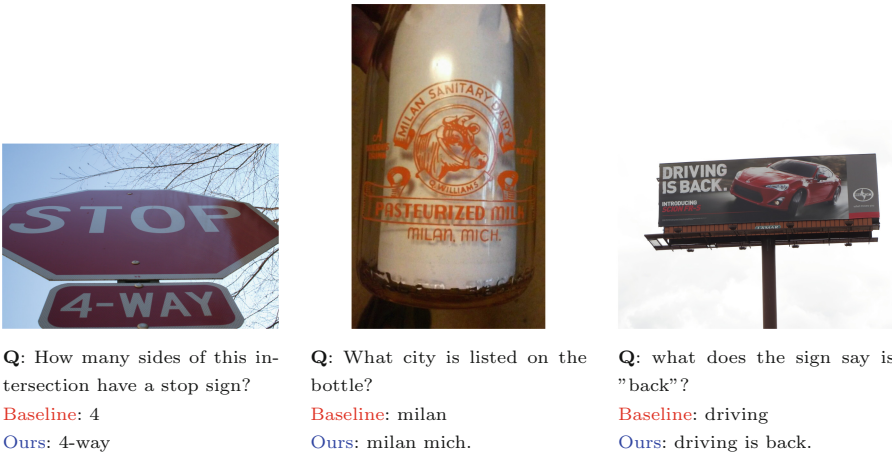 STOP
4-WAY
MILAN SANITARY DAIRY
O. WILLIAMS
PASTEURIZED MILK
MILAN, MICH.
DRIVING
IS BACK.
INTRODUCING
Q: How many sides of this in-
tersection have a stop sign?
Baseline: 4
Ours: 4-way
Q: What city is listed on the
bottle?
Baseline: milan
Ours: milan mich.
Q: what does the sign say is
"back"?
Baseline: driving
Ours: driving is back.